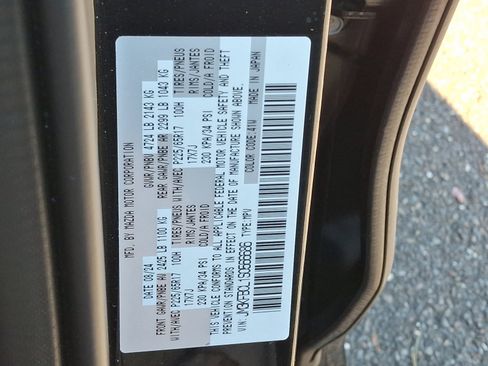 MFD. BY MAZDA MOTOR CORPORATION
DATE 08/24 GVWR/PNBV 4724 LB 2143 KG
FRONT GAWR/PNBE AV 2425 LB 1100 KG REAR GAWR/PNBE AR 2299 LB 1043 KG
WITH/AVEC P225/65R17 100H TIRES/PNEUS WITH/AVEC P225/65R17 100H TIRES/PNEUS
17X7J RIMS/JANTES 17X7J RIMS/JANTES
230 KPA/34 PSI COLD/A FROID 230 KPA/34 PSI COLD/A FROID
THIS VEHICLE CONFORMS TO ALL APPLICABLE FEDERAL MOTOR VEHICLE SAFETY AND THEFT
PREVENTION STANDARDS IN EFFECT ON THE DATE OF MANUFACTURE SHOWN ABOVE.
VIN: TYPE: MPV COLOR CODE: 41W MADE IN JAPAN